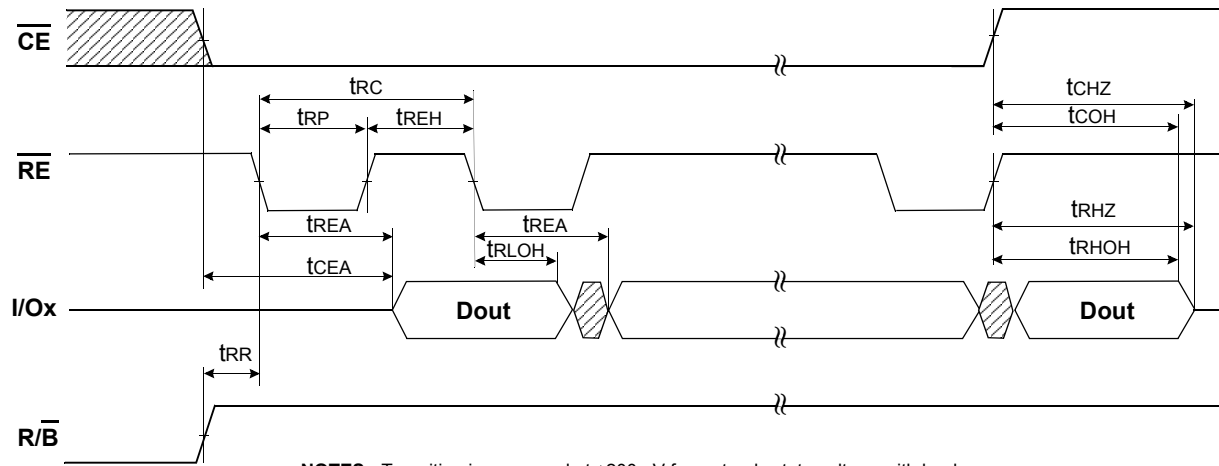 CE
tRC
tCHZ
tRP
tREH
tCOH
RE
tREA
tREA
tRHZ
tCEA
tRLOH
tRHOH
I/Ox
Dout
Dout
tRR
R/B